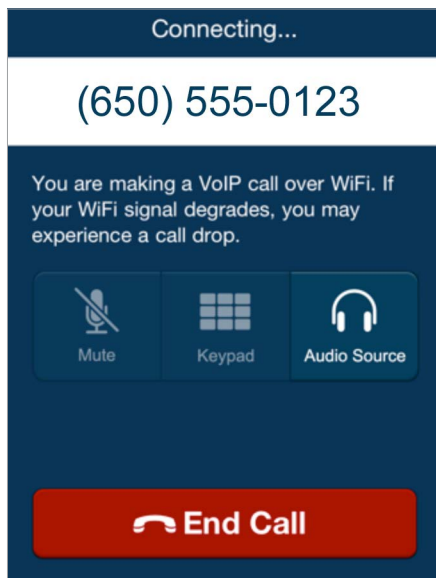 Connecting...
(650) 555-0123
You are making a VoIP call over WiFi. If
your WiFi signal degrades, you may
experience a call drop.
Mute
Keypad
Audio Source
End Call